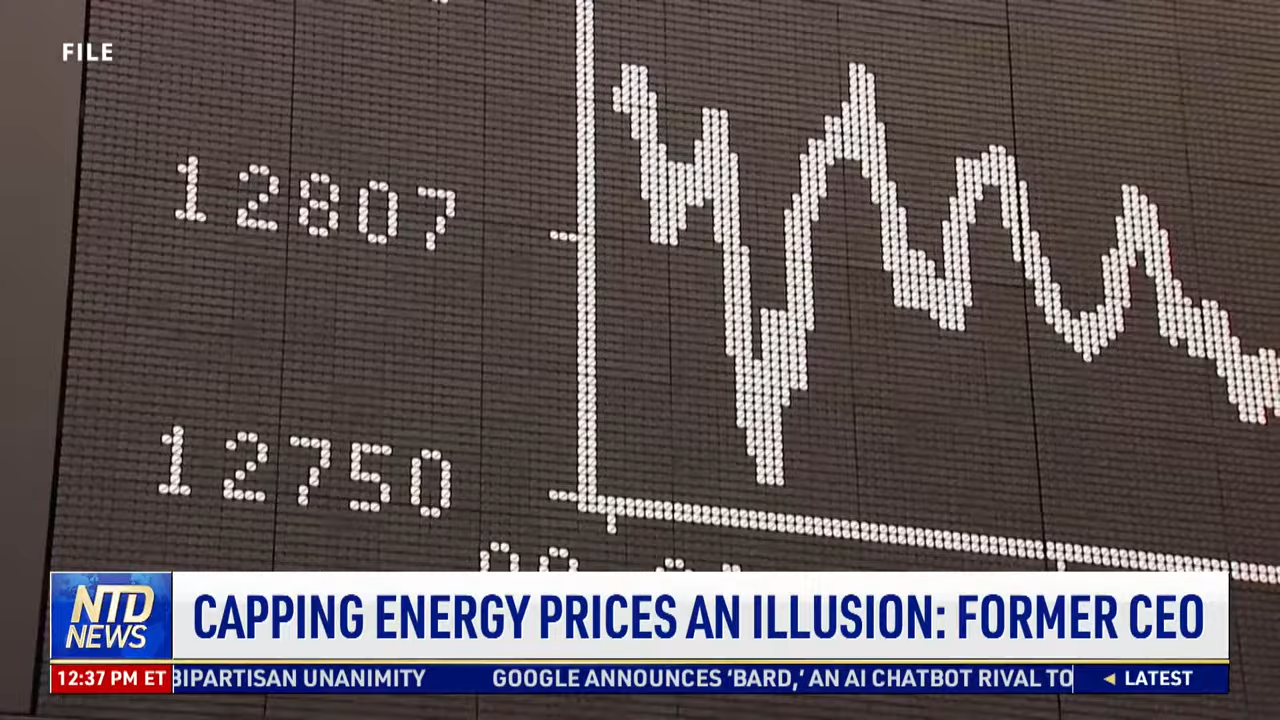 FILE
12807
12750
NTD
NEWS
CAPPING ENERGY PRICES AN ILLUSION: FORMER CEO
12:37 PM ET
BIPARTISAN UNANIMITY
GOOGLE ANNOUNCES ‘BARD,’ AN AI CHATBOT RIVAL TO
◄ LATEST